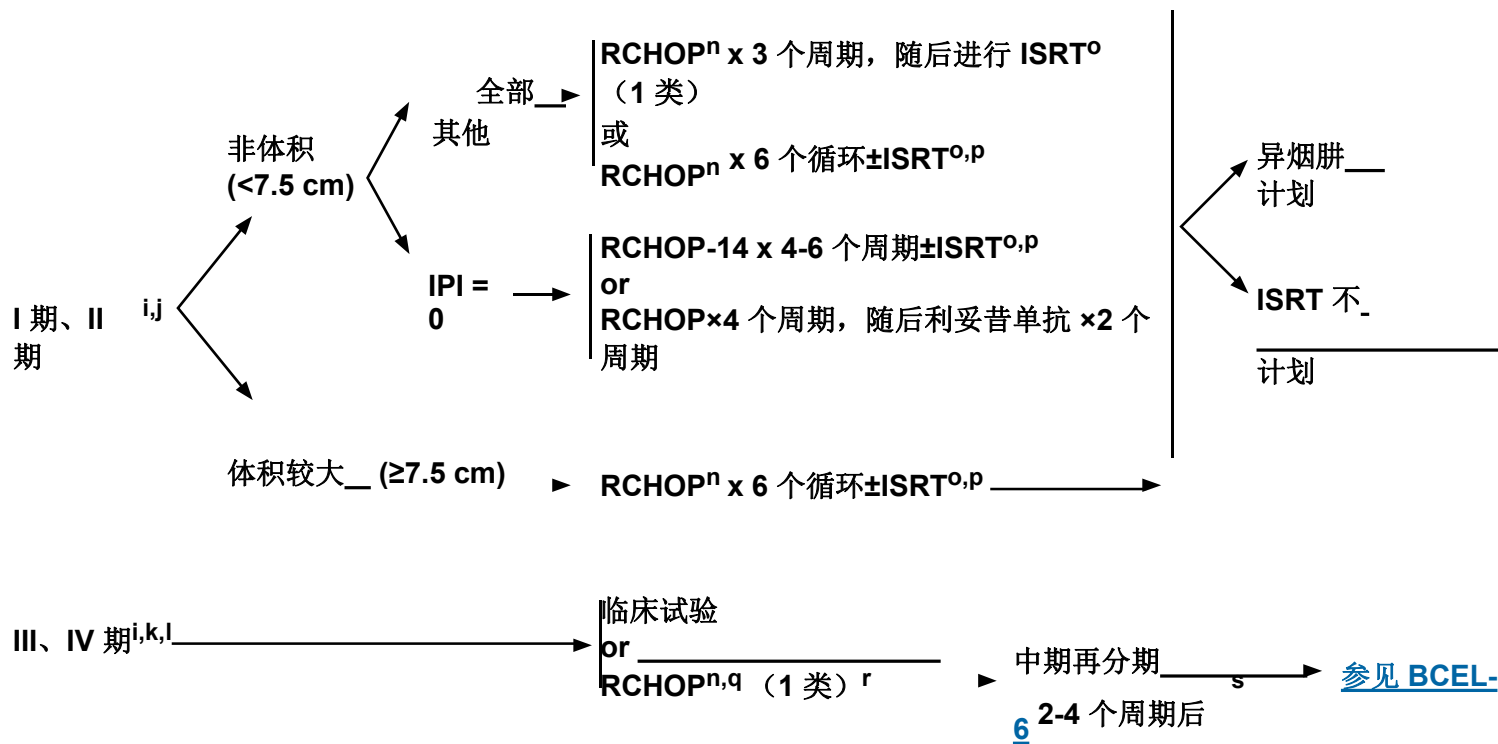 RCHOPⁿ x 3 个周期，随后进行 ISRTᵒ
（1 类）
或
RCHOPⁿ x 6 个循环±ISRTᵒ,ᵖ
全部
其他
非体积
(<7.5 cm)
IPI =
0
RCHOP-14 x 4-6 个周期±ISRTᵒ,ᵖ
or
RCHOP×4 个周期，随后利妥昔单抗 ×2 个
周期
I 期、II
期
i,j
体积较大 (≥7.5 cm)
RCHOPⁿ x 6 个循环±ISRTᵒ,ᵖ
异烟肼
计划
ISRT 不
计划
III、IV 期i,k,l
临床试验
or
RCHOPn,q （1 类）r
中期再分期
s
2-4 个周期后
参见 BCEL-
6